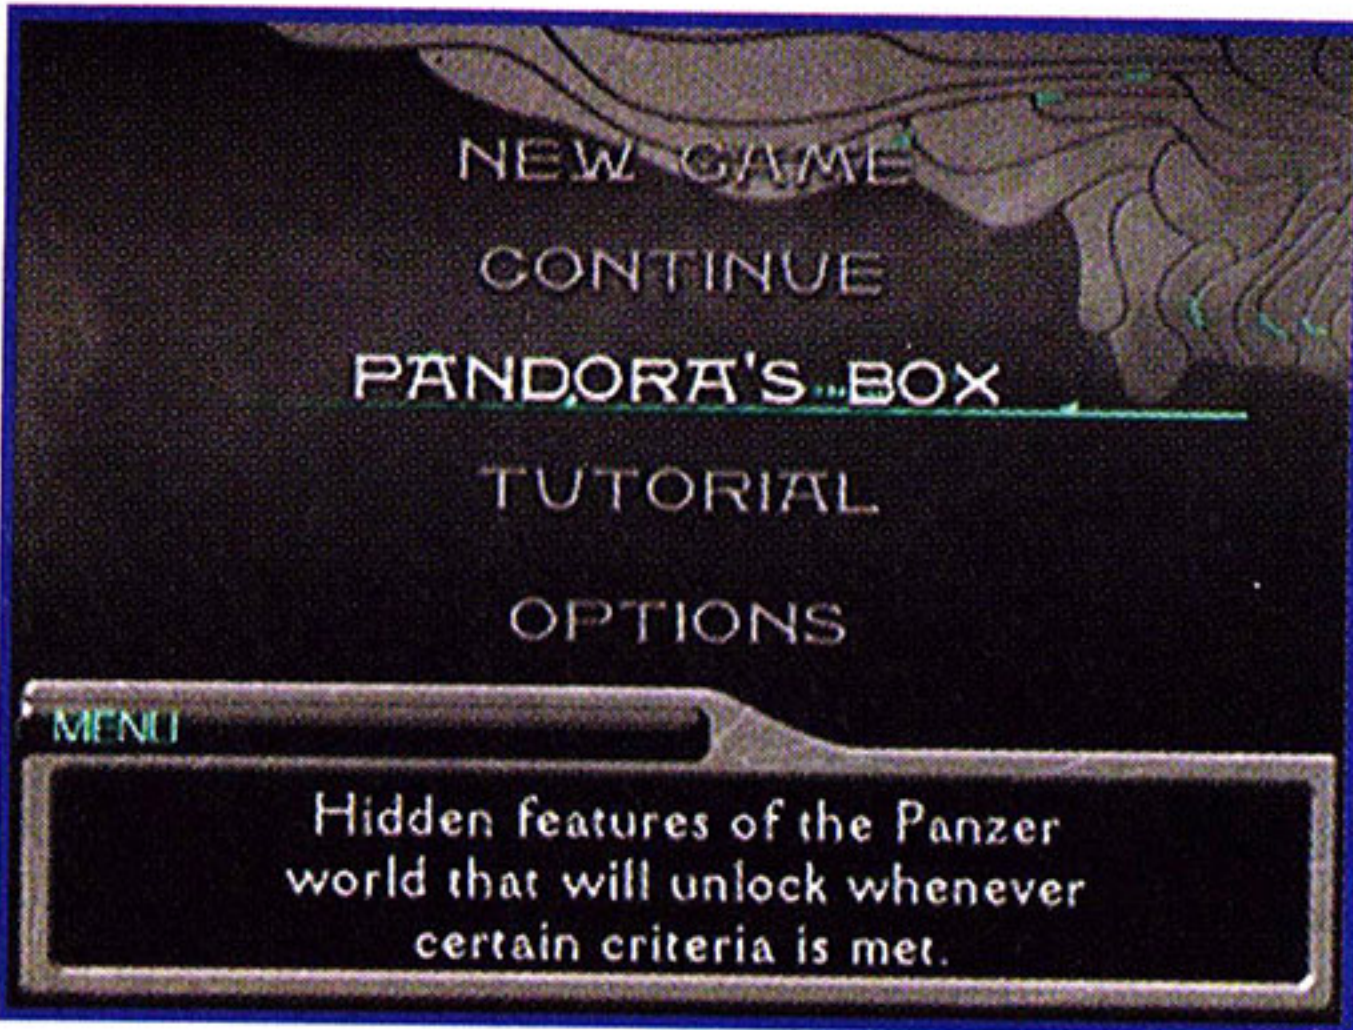 NEW GAME
CONTINUE
PANDORA'S BOX
TUTORIAL
OPTIONS
MENU
Hidden features of the Panzer
world that will unlock whenever
certain criteria is met.